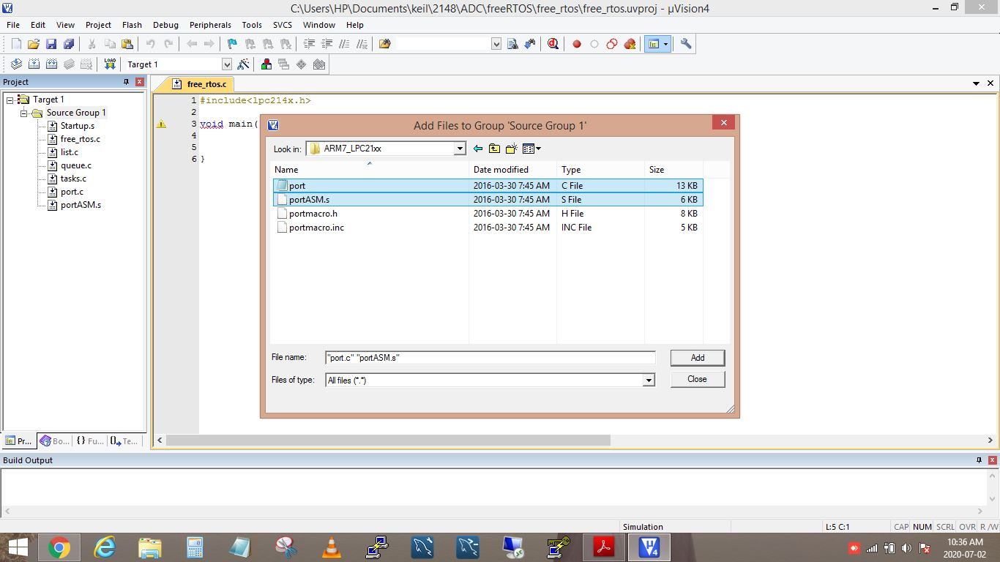 C:\Users\HP\Documents\keil\2148\ADC\freeRTOS\free_rtos\free_rtos.uvproj - µVision4
File Edit View Project Flash Debug Peripherals Tools SVCS Window Help
LOAD Target 1
Project
free_rtos.c
Target 1
Source Group 1
Startup.s
free_rtos.c
list.c
queue.c
tasks.c
port.c
portASM.s
1 #include<lpc214x.h>
2
3 void main(
4
5
6 }
Add Files to Group 'Source Group 1'
Look in: ARM7_LPC21xx
Name Date modified Type Size
port 2016-03-30 7:45 AM C File 13 KB
portASM.s 2016-03-30 7:45 AM S File 6 KB
portmacro.h 2016-03-30 7:45 AM H File 8 KB
portmacro.inc 2016-03-30 7:45 AM INC File 5 KB
File name: "port.c" "portASM.s" Add
Files of type: All files (*.*) Close
Pr... Bo... {} Fu... Te...
Build Output
Simulation L:5 C:1 CAP NUM SCRL OVR R /W
10:36 AM
2020-07-02